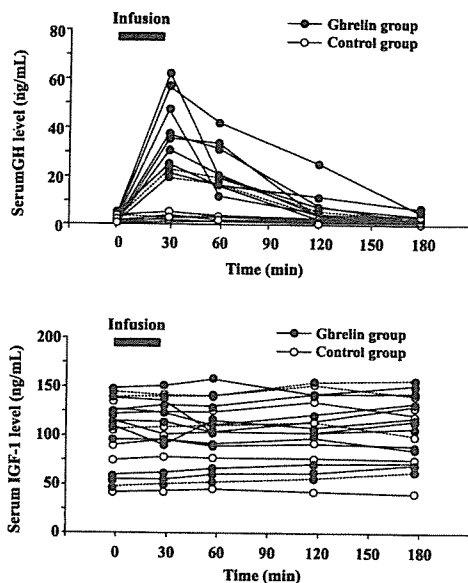 Infusion
Ghrelin group
Control group
80
60
40
20
0
SerumGH level (ng/mL)
0 30 60 90 120 150 180
Time (min)
Infusion
Ghrelin group
Control group
200
150
100
50
0
Serum IGF-1 level (ng/mL)
0 30 60 90 120 150 180
Time (min)